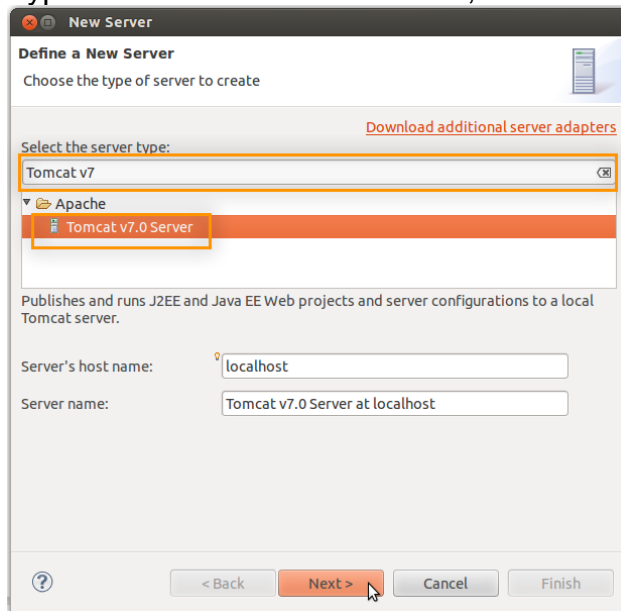 New Server
Define a New Server
Choose the type of server to create
Download additional server adapters
Select the server type:
Tomcat v7
Apache
Tomcat v7.0 Server
Publishes and runs J2EE and Java EE Web projects and server configurations to a local
Tomcat server.
Server's host name: localhost
Server name: Tomcat v7.0 Server at localhost
? < Back Next > Cancel Finish